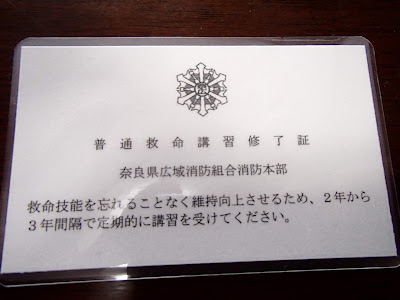 普通救命講習修了証
奈良県広域消防組合消防本部
救命技能を忘れることなく維持向上させるため、２年から
３年間隔で定期的に講習を受けてください。